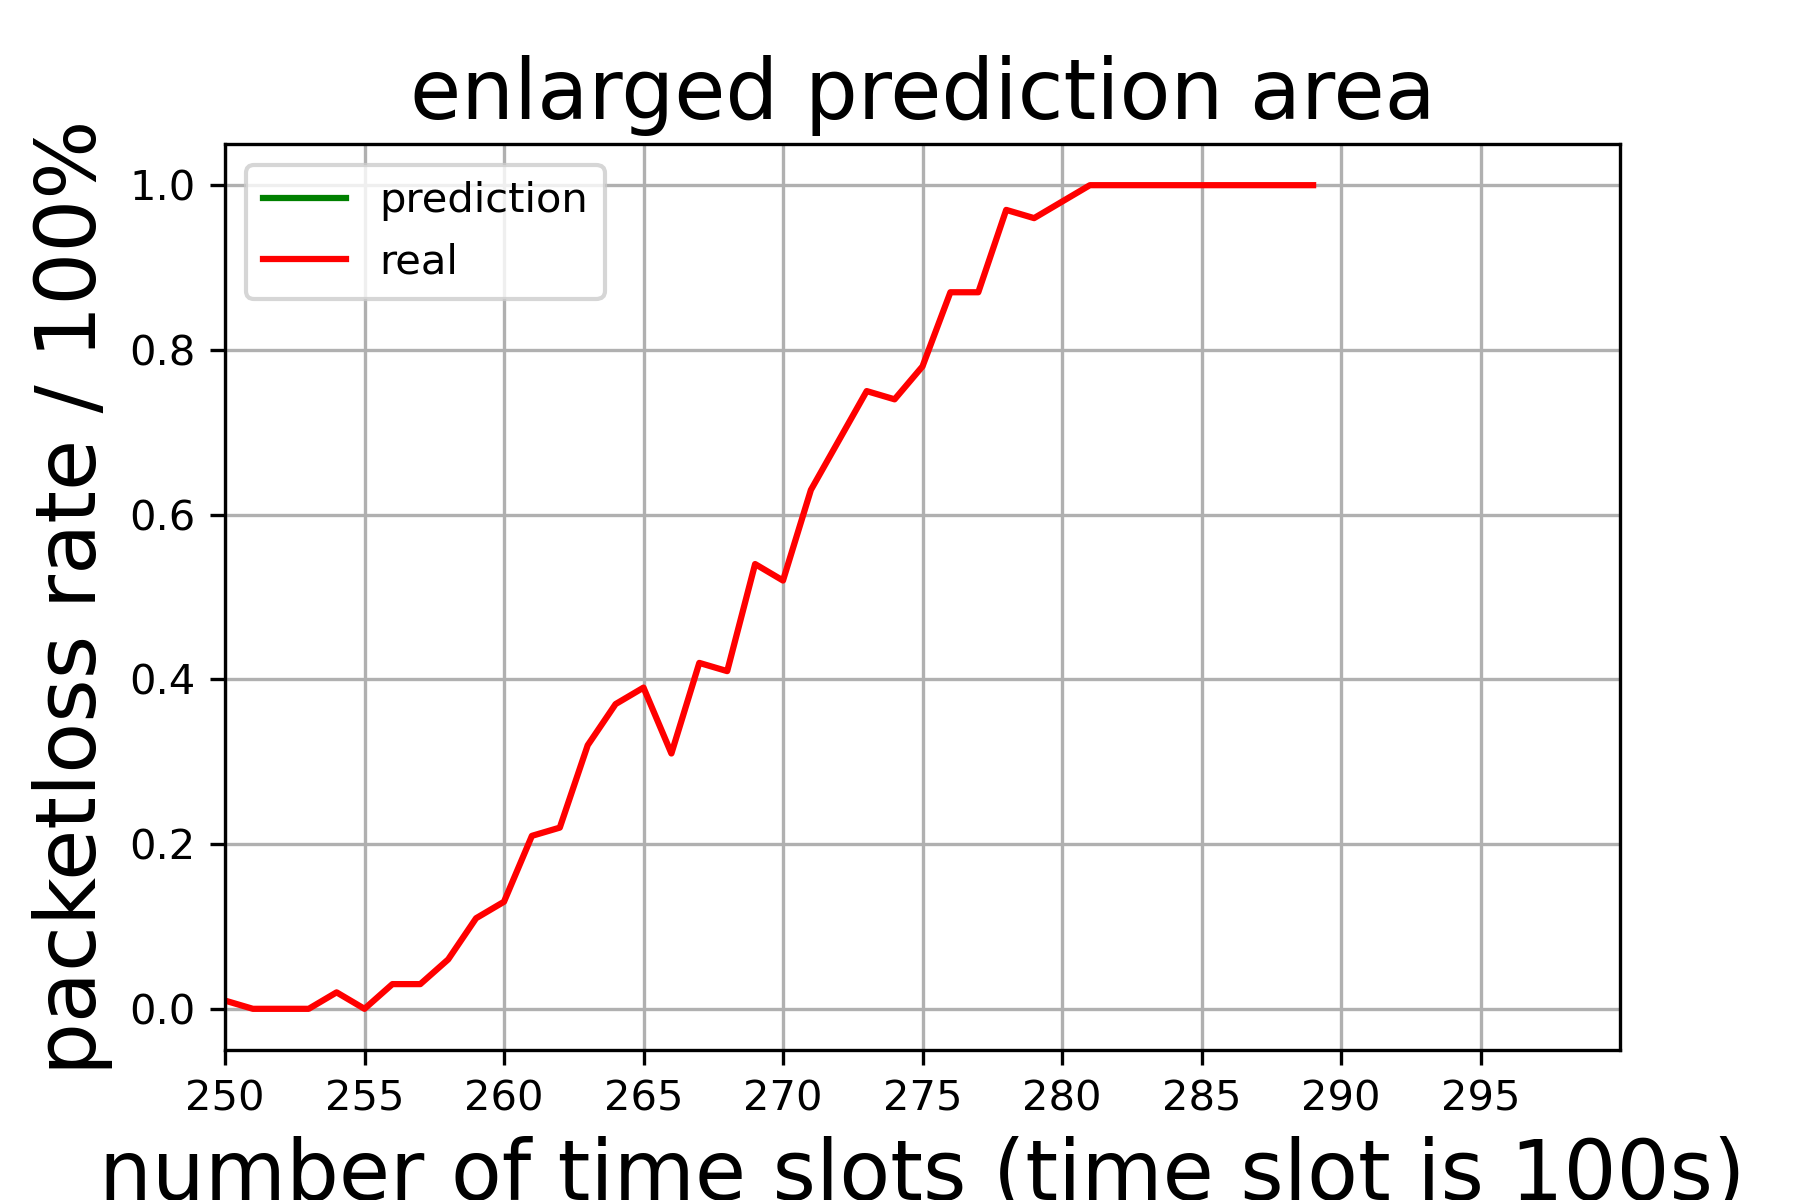 enlarged prediction area
packetloss rate / 100%
1.0
0.8
0.6
0.4
0.2
0.0
prediction
real
250 255 260 265 270 275 280 285 290 295
number of time slots (time slot is 100s)